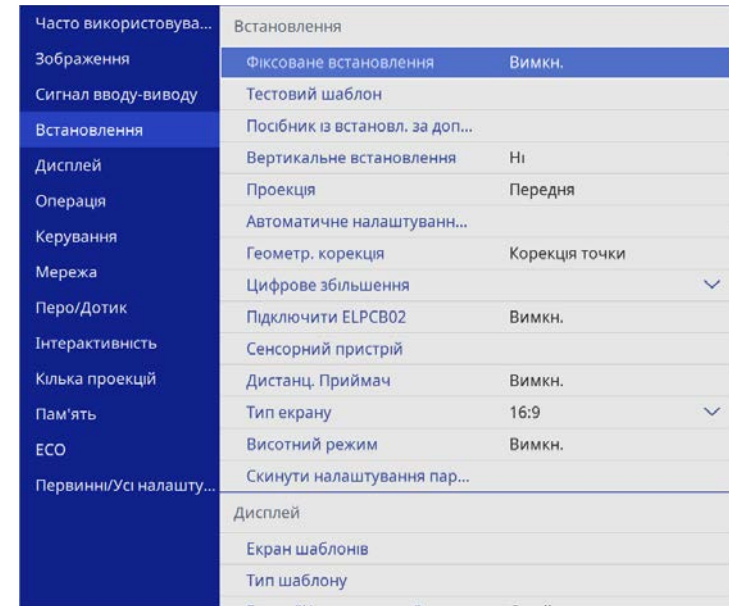 Часто використовува...
Зображення
Сигнал вводу-виводу
Встановлення
Дисплей
Операція
Керування
Мережа
Перо/Дотик
Інтерактивність
Кілька проекцій
Пам'ять
ECO
Первинні/Усі налашту...
Встановлення
Фіксоване встановлення Вимкн.
Тестовий шаблон
Посібник із встановл. за доп...
Вертикальне встановлення Ні
Проекція Передня
Автоматичне налаштуванн...
Геометр. корекція Корекція точки
Цифрове збільшення
Підключити ELPCB02 Вимкн.
Сенсорний пристрій
Дистанц. Приймач Вимкн.
Тип екрану 16:9
Висотний режим Вимкн.
Скинути налаштування пар...
Дисплей
Екран шаблонів
Тип шаблону